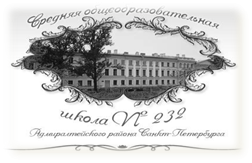 Средняя общеобразовательная
школа № 232
Адмиралтейского района Санкт-Петербурга